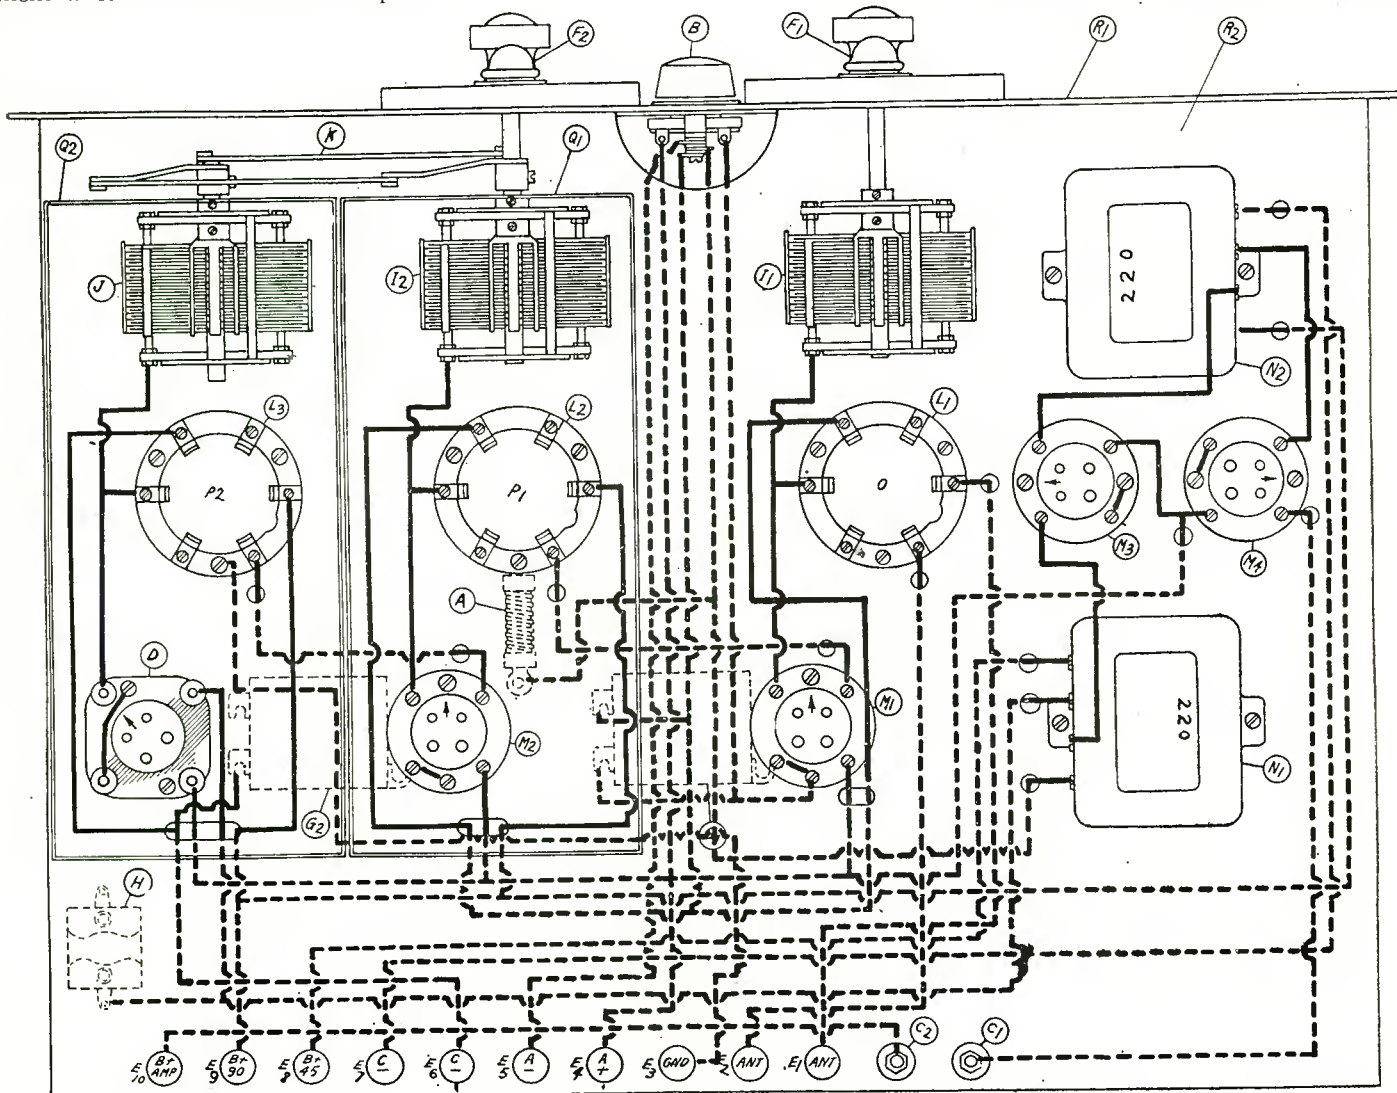 F2
B
F1
R1
R2
Q2
K
Q1
J
I2
I1
220
N2
L3
L2
L1
P2
P1
O
M3
M4
A
D
M2
M1
220
N1
G2
H
C2
C1
E10 B+ AMP
E9 B+ 90
E8 B+ 45
E7 C-
E6 C-
E5 A-
E4 A+
E3 GND
E2 ANT
E1 ANT